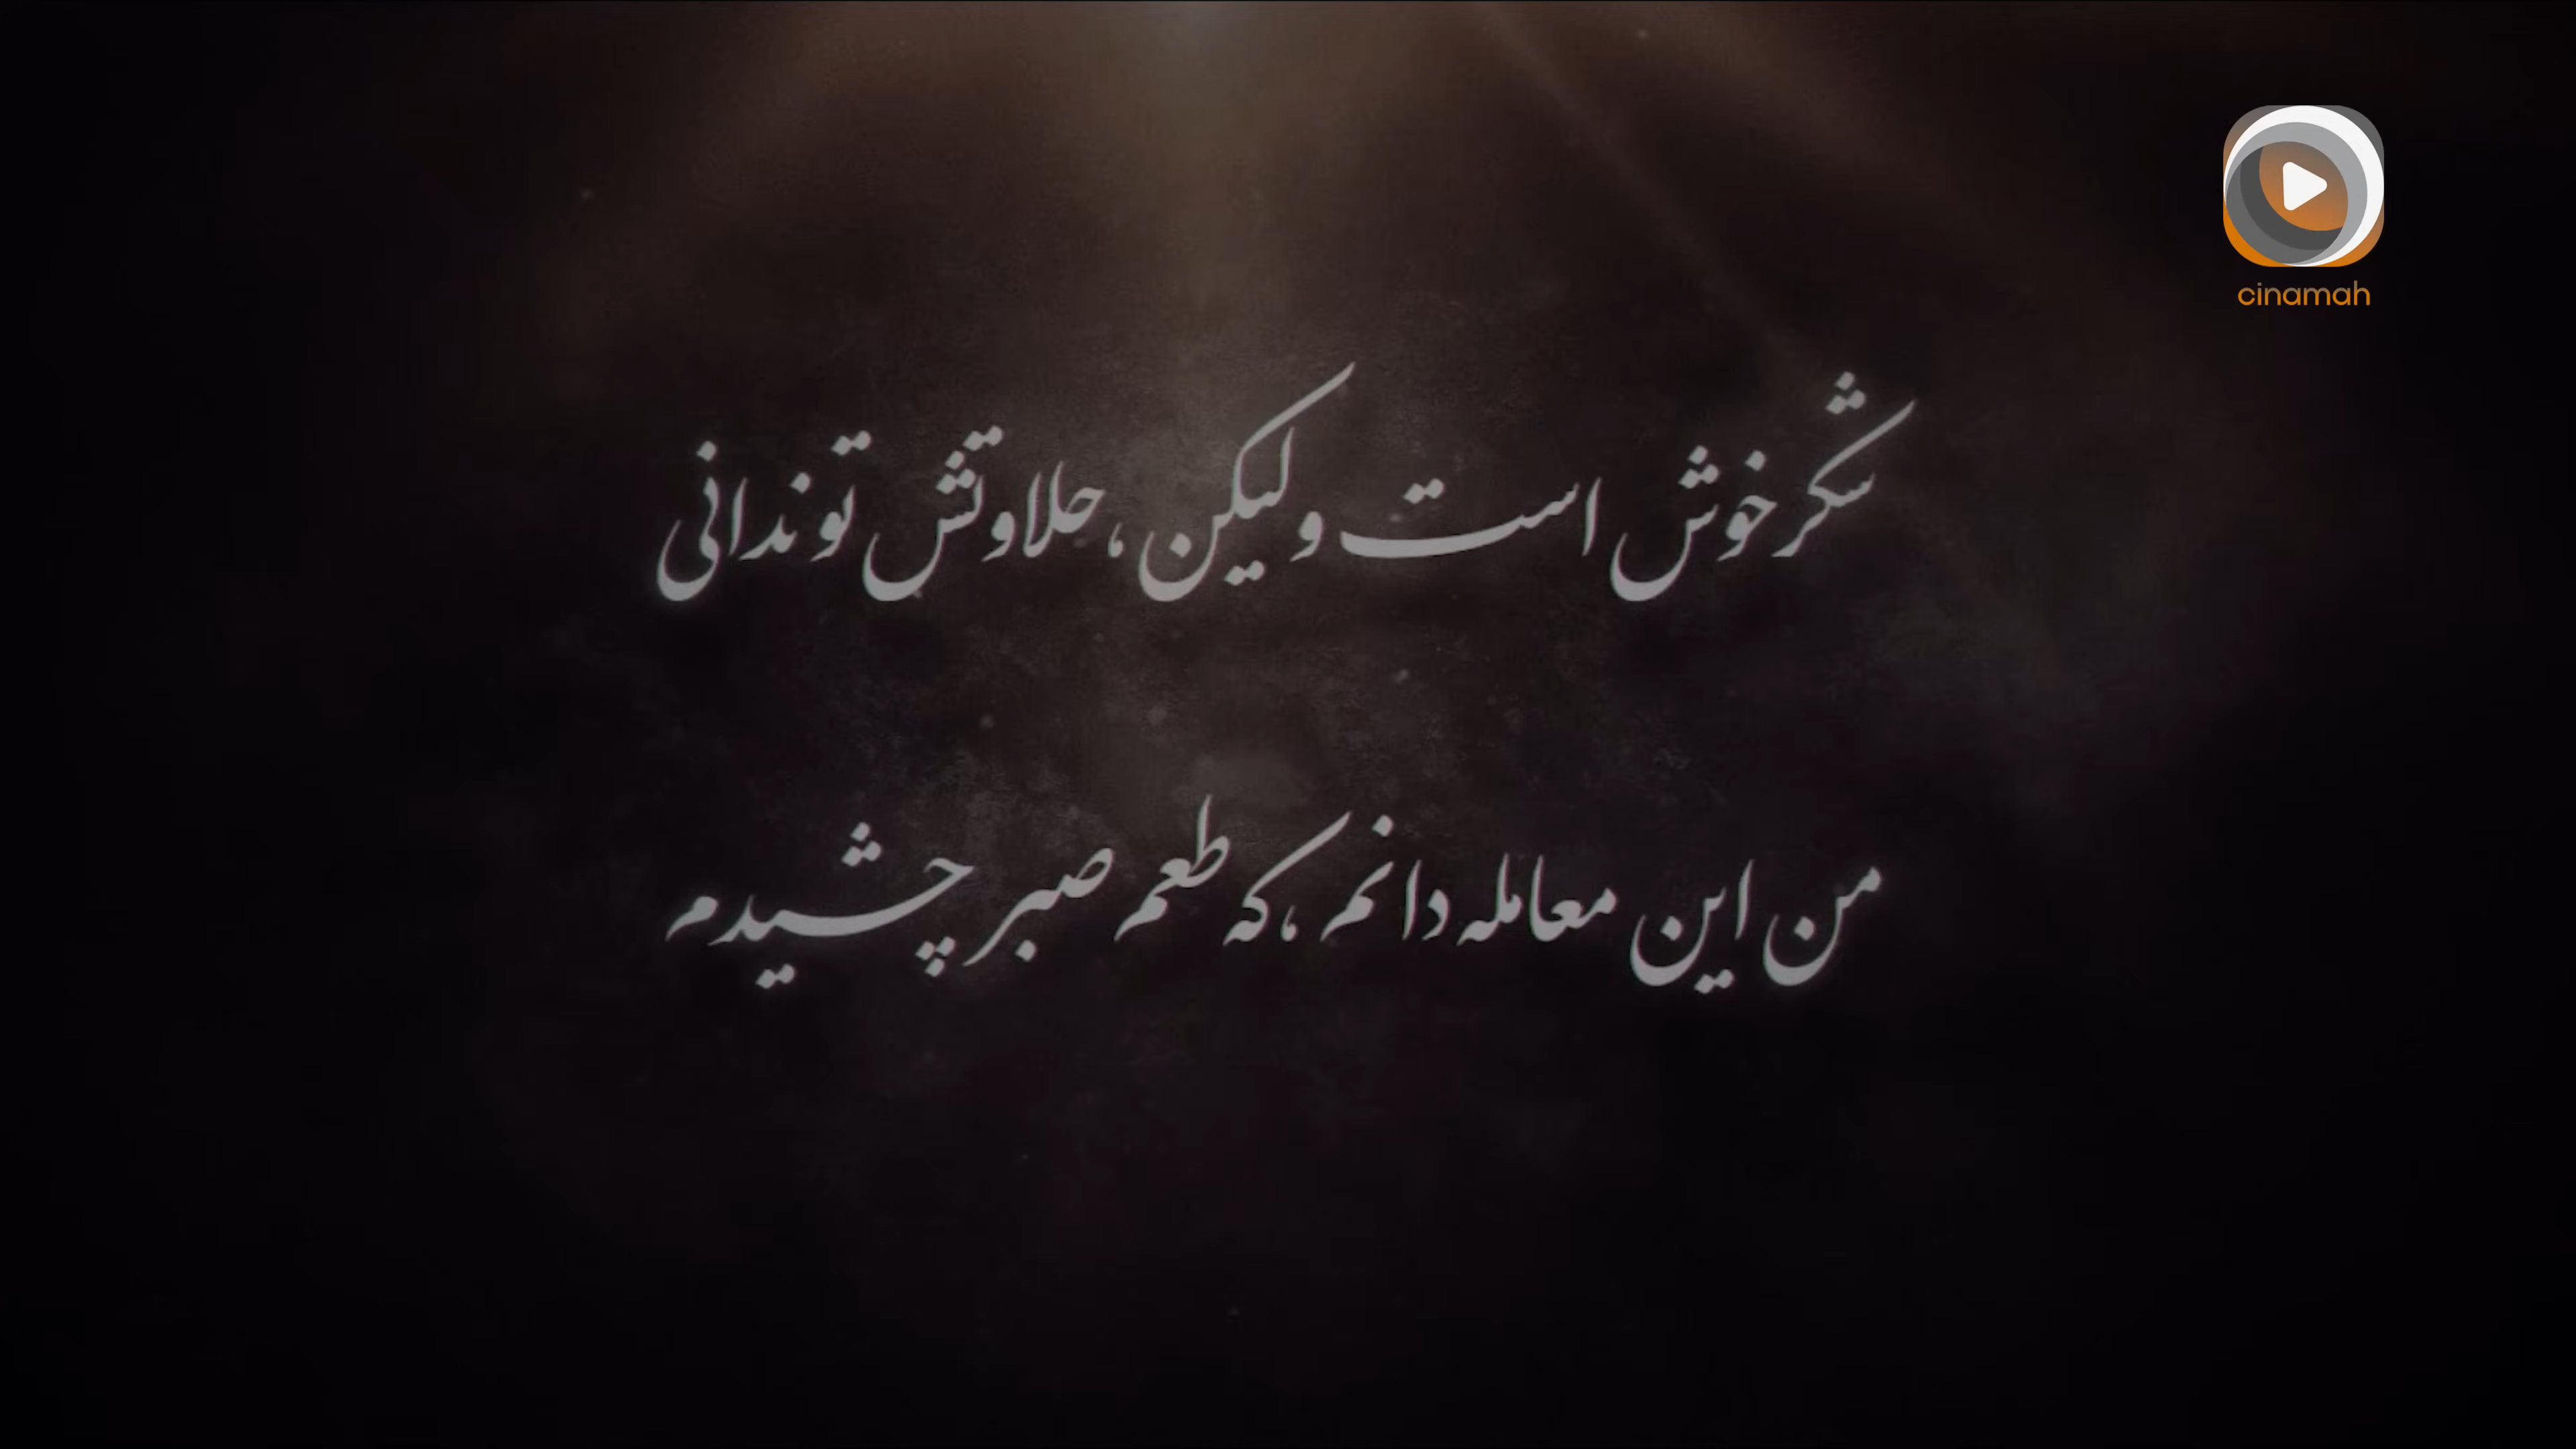 cinamah
شکر خوش است ولیکن، حلاوتش تو ندانی
من این معامله دانم، که طعم صبر چشیدم